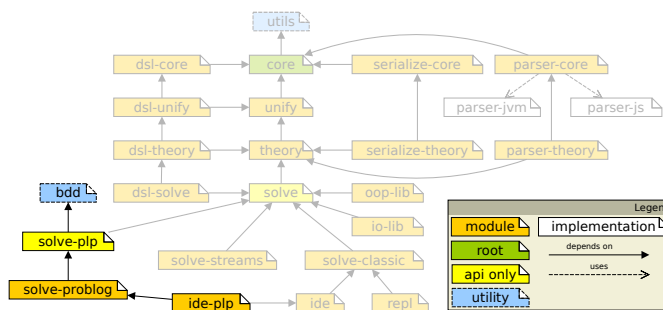 utils
dsl-core
core
serialize-core
parser-core
dsl-unify
unify
parser-jvm
parser-js
dsl-theory
theory
serialize-theory
parser-theory
bdd
dsl-solve
solve
oop-lib
io-lib
solve-plp
solve-streams
solve-classic
solve-problog
ide-plp
ide
repl
Legen
module
implementation
root
depends on
api only
uses
utility